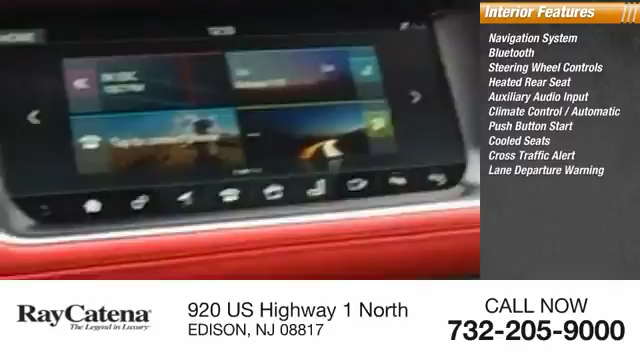 Interior Features
Navigation System
Bluetooth
Steering Wheel Controls
Heated Rear Seat
Auxiliary Audio Input
Climate Control / Automatic
Push Button Start
Cooled Seats
Cross Traffic Alert
Lane Departure Warning
RayCatena
The Legend in Luxury
920 US Highway 1 North
EDISON, NJ 08817
CALL NOW
732-205-9000